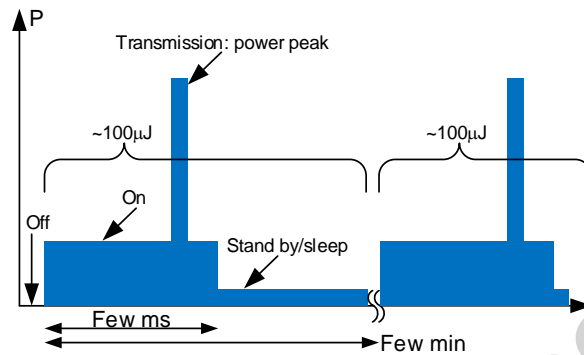 P
Transmission: power peak
~100μJ
~100μJ
On
Off
Stand by/sleep
Few ms
Few min